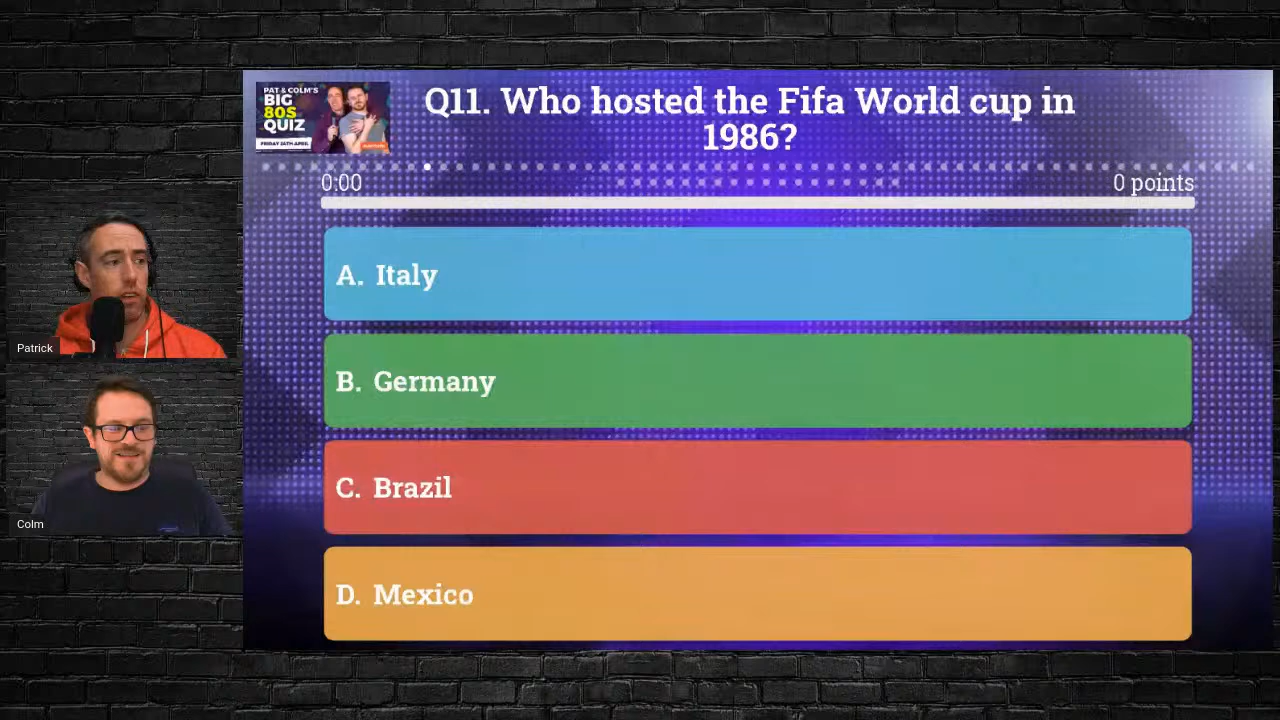 PAT & COLM'S
BIG
80S
QUIZ
Q11. Who hosted the Fifa World cup in
1986?
0:00
0 points
A. Italy
B. Germany
C. Brazil
D. Mexico
Patrick
Colm